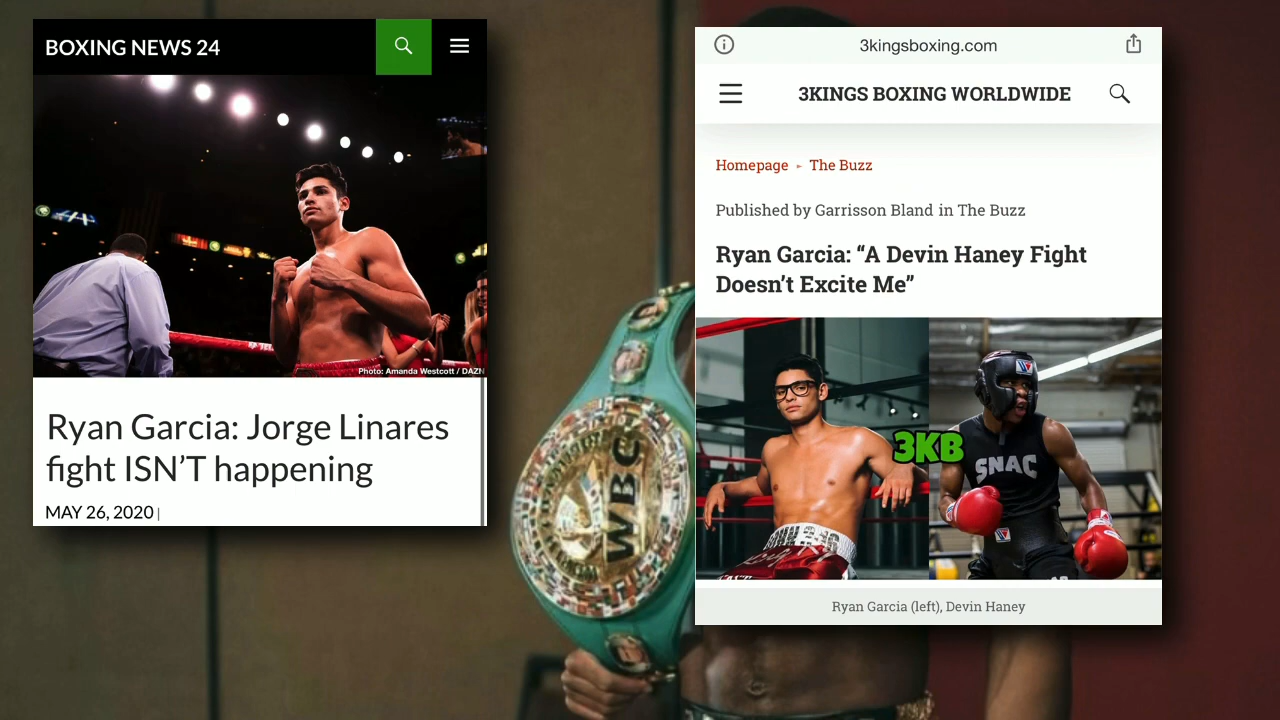 BOXING NEWS 24
Photo: Amanda Westcott / DAZN
Ryan Garcia: Jorge Linares
fight ISN’T happening
MAY 26, 2020 |
3kingsboxing.com
3KINGS BOXING WORLDWIDE
Homepage - The Buzz
Published by Garrisson Bland in The Buzz
Ryan Garcia: “A Devin Haney Fight
Doesn’t Excite Me”
3KB
SNAC
Ryan Garcia (left), Devin Haney
WBC